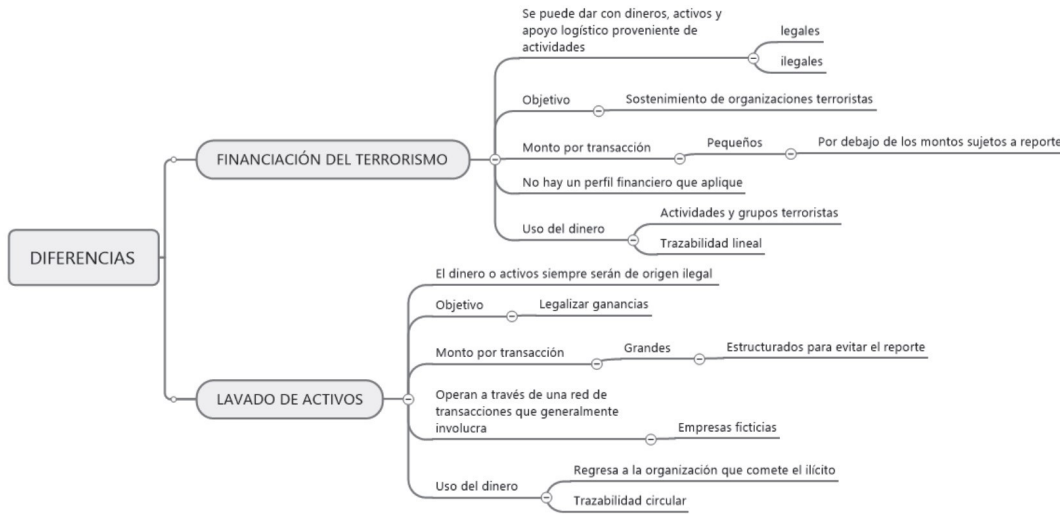 DIFERENCIAS
FINANCIACIÓN DEL TERRORISMO
Se puede dar con dineros, activos y
apoyo logístico proveniente de
actividades
legales
ilegales
Objetivo
Sostenimiento de organizaciones terroristas
Monto por transacción
Pequeños
Por debajo de los montos sujetos a reporte
No hay un perfil financiero que aplique
Uso del dinero
Actividades y grupos terroristas
Trazabilidad lineal
LAVADO DE ACTIVOS
El dinero o activos siempre serán de origen ilegal
Objetivo
Legalizar ganancias
Monto por transacción
Grandes
Estructurados para evitar el reporte
Operan a través de una red de
transacciones que generalmente
involucra
Empresas ficticias
Uso del dinero
Regresa a la organización que comete el ilícito
Trazabilidad circular